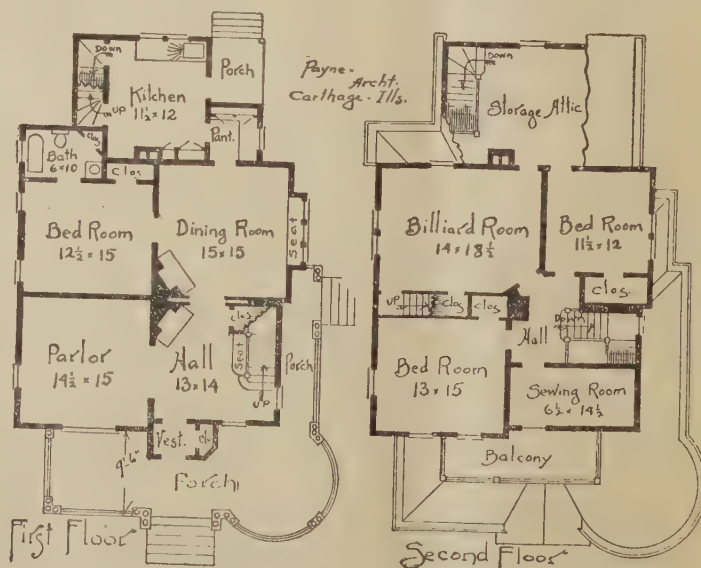 Down
UP
Kitchen
11½ × 12
Porch
Pant.
Bath
6 × 10
clos
Clos
Bed Room
12½ × 15
Dining Room
15 × 15
Seat
Parlor
14½ × 15
Hall
13 × 14
clos
Seat
UP
Porch
Vest.
clo
9'-6"
Porch
First Floor
Payne - Archt.
Carthage - Ills.
Down
Storage Attic
Billiard Room
14 × 18½
Bed Room
11½ × 12
clos.
UP
clos
clos
Hall
Down
Bed Room
13 × 15
Sewing Room
6½ × 14½
Balcony
Second Floor